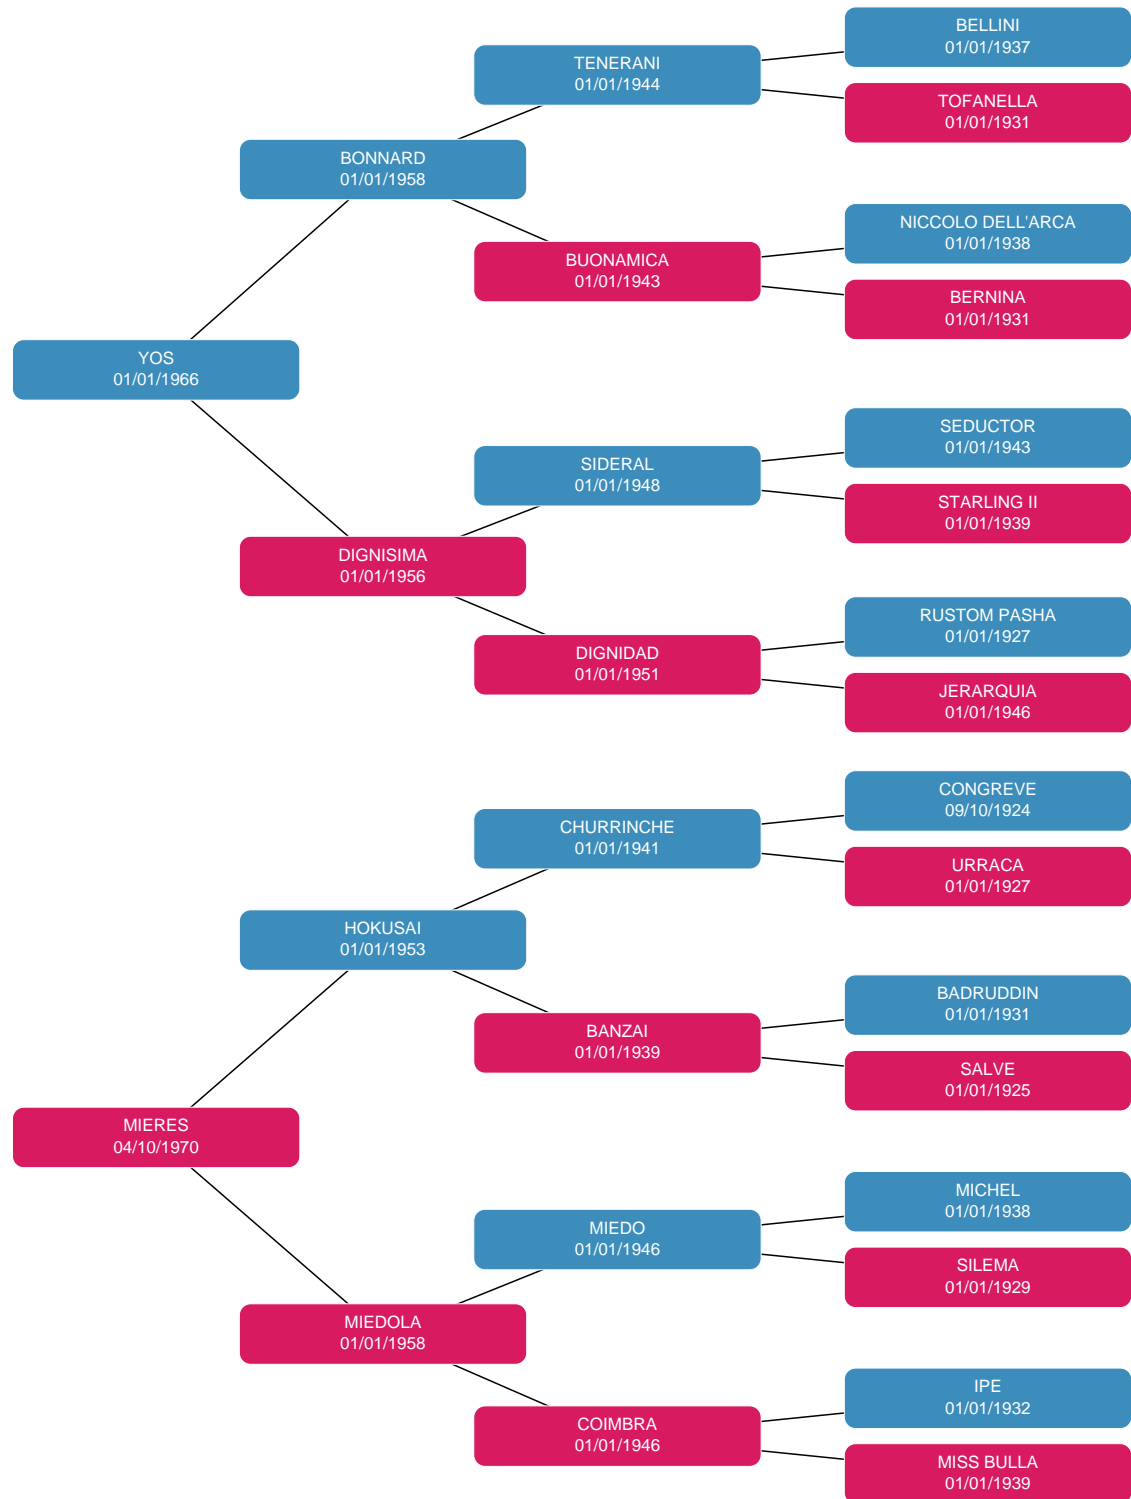 BELLINI
01/01/1937
TENERANI
01/01/1944
TOFANELLA
01/01/1931
BONNARD
01/01/1958
NICCOLO DELL'ARCA
01/01/1938
BUONAMICA
01/01/1943
BERNINA
01/01/1931
YOS
01/01/1966
SEDUCTOR
01/01/1943
SIDERAL
01/01/1948
STARLING II
01/01/1939
DIGNISIMA
01/01/1956
RUSTOM PASHA
01/01/1927
DIGNIDAD
01/01/1951
JERARQUIA
01/01/1946
CONGREVE
09/10/1924
CHURRINCHE
01/01/1941
URRACA
01/01/1927
HOKUSAI
01/01/1953
BADRUDDIN
01/01/1931
BANZAI
01/01/1939
SALVE
01/01/1925
MIERES
04/10/1970
MICHEL
01/01/1938
MIEDO
01/01/1946
SILEMA
01/01/1929
MIEDOLA
01/01/1958
IPE
01/01/1932
COIMBRA
01/01/1946
MISS BULLA
01/01/1939